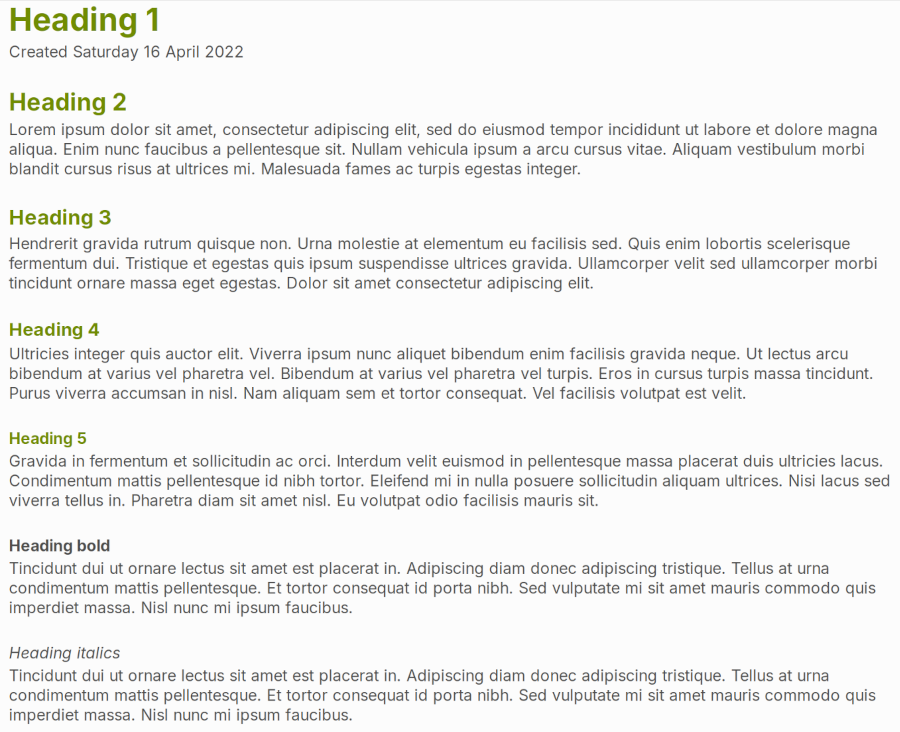 Heading 1
Created Saturday 16 April 2022
Heading 2
Lorem ipsum dolor sit amet, consectetur adipiscing elit, sed do eiusmod tempor incididunt ut labore et dolore magna
aliqua. Enim nunc faucibus a pellentesque sit. Nullam vehicula ipsum a arcu cursus vitae. Aliquam vestibulum morbi
blandit cursus risus at ultrices mi. Malesuada fames ac turpis egestas integer.
Heading 3
Hendrerit gravida rutrum quisque non. Urna molestie at elementum eu facilisis sed. Quis enim lobortis scelerisque
fermentum dui. Tristique et egestas quis ipsum suspendisse ultrices gravida. Ullamcorper velit sed ullamcorper morbi
tincidunt ornare massa eget egestas. Dolor sit amet consectetur adipiscing elit.
Heading 4
Ultricies integer quis auctor elit. Viverra ipsum nunc aliquet bibendum enim facilisis gravida neque. Ut lectus arcu
bibendum at varius vel pharetra vel. Bibendum at varius vel pharetra vel turpis. Eros in cursus turpis massa tincidunt.
Purus viverra accumsan in nisl. Nam aliquam sem et tortor consequat. Vel facilisis volutpat est velit.
Heading 5
Gravida in fermentum et sollicitudin ac orci. Interdum velit euismod in pellentesque massa placerat duis ultricies lacus.
Condimentum mattis pellentesque id nibh tortor. Eleifend mi in nulla posuere sollicitudin aliquam ultrices. Nisi lacus sed
viverra tellus in. Pharetra diam sit amet nisl. Eu volutpat odio facilisis mauris sit.
Heading bold
Tincidunt dui ut ornare lectus sit amet est placerat in. Adipiscing diam donec adipiscing tristique. Tellus at urna
condimentum mattis pellentesque. Et tortor consequat id porta nibh. Sed vulputate mi sit amet mauris commodo quis
imperdiet massa. Nisl nunc mi ipsum faucibus.
Heading italics
Tincidunt dui ut ornare lectus sit amet est placerat in. Adipiscing diam donec adipiscing tristique. Tellus at urna
condimentum mattis pellentesque. Et tortor consequat id porta nibh. Sed vulputate mi sit amet mauris commodo quis
imperdiet massa. Nisl nunc mi ipsum faucibus.